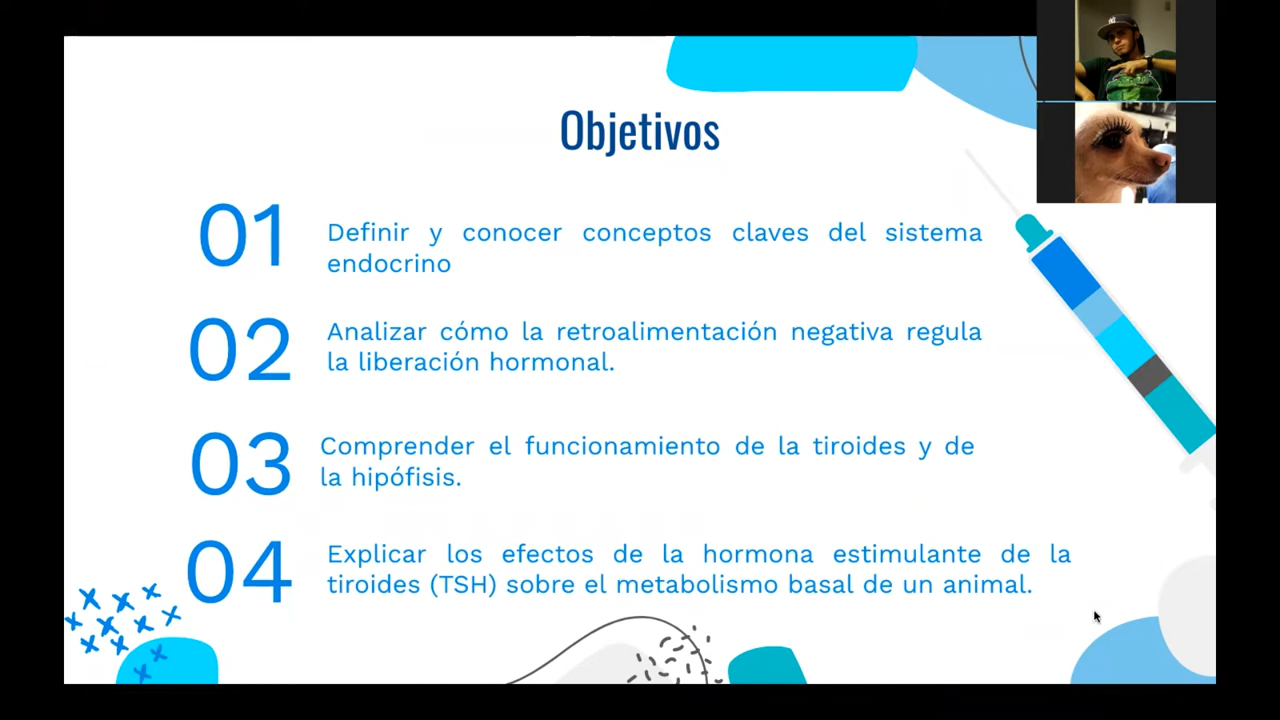 Objetivos
01
Definir y conocer conceptos claves del sistema
endocrino
02
Analizar cómo la retroalimentación negativa regula
la liberación hormonal.
03
Comprender el funcionamiento de la tiroides y de
la hipófisis.
04
Explicar los efectos de la hormona estimulante de la
tiroides (TSH) sobre el metabolismo basal de un animal.